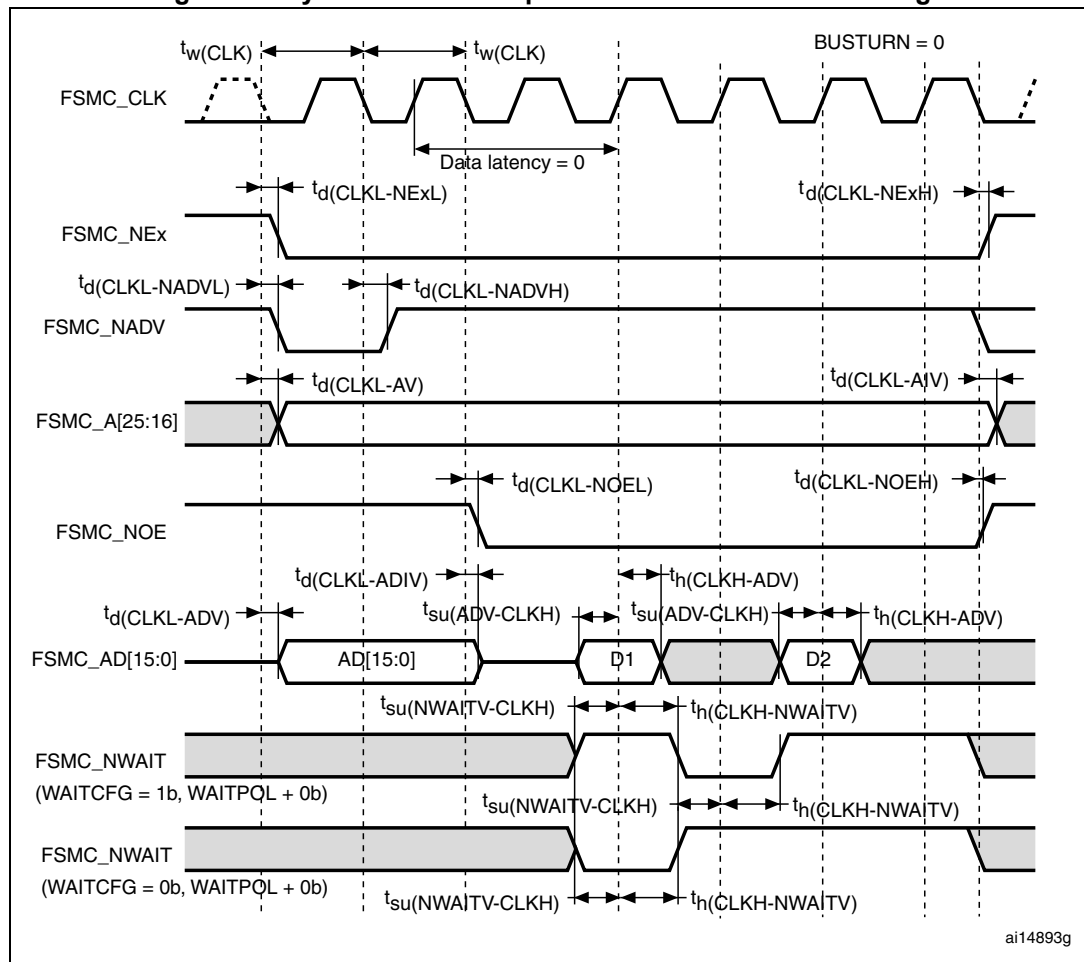 tw(CLK) tw(CLK) BUSTURN = 0
FSMC_CLK
Data latency = 0
td(CLKL-NExL) td(CLKL-NExH)
FSMC_NEx
td(CLKL-NADVL) td(CLKL-NADVH)
FSMC_NADV
td(CLKL-AV) td(CLKL-AIV)
FSMC_A[25:16]
td(CLKL-NOEL) td(CLKL-NOEH)
FSMC_NOE
td(CLKL-ADIV) th(CLKH-ADV)
td(CLKL-ADV) tsu(ADV-CLKH) tsu(ADV-CLKH) th(CLKH-ADV)
FSMC_AD[15:0] AD[15:0] D1 D2
tsu(NWAITV-CLKH) th(CLKH-NWAITV)
FSMC_NWAIT
(WAITCFG = 1b, WAITPOL + 0b)
tsu(NWAITV-CLKH) th(CLKH-NWAITV)
FSMC_NWAIT
(WAITCFG = 0b, WAITPOL + 0b)
tsu(NWAITV-CLKH) th(CLKH-NWAITV)
ai14893g